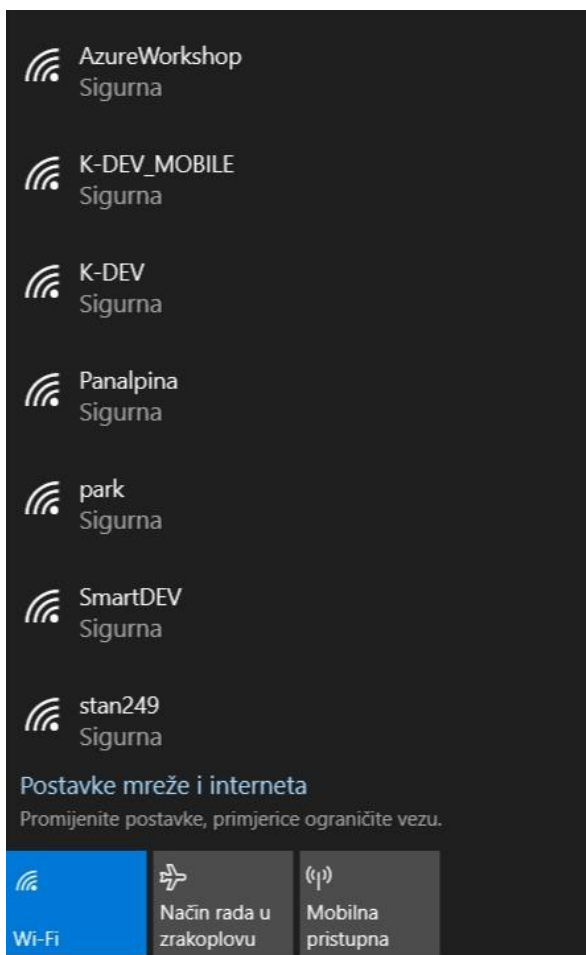 AzureWorkshop
Sigurna
K-DEV_MOBILE
Sigurna
K-DEV
Sigurna
Panalpina
Sigurna
park
Sigurna
SmartDEV
Sigurna
stan249
Sigurna
Postavke mreže i interneta
Promijenite postavke, primjerice ograničite vezu.
Wi-Fi
Način rada u
zrakoplovu
Mobilna
pristupna